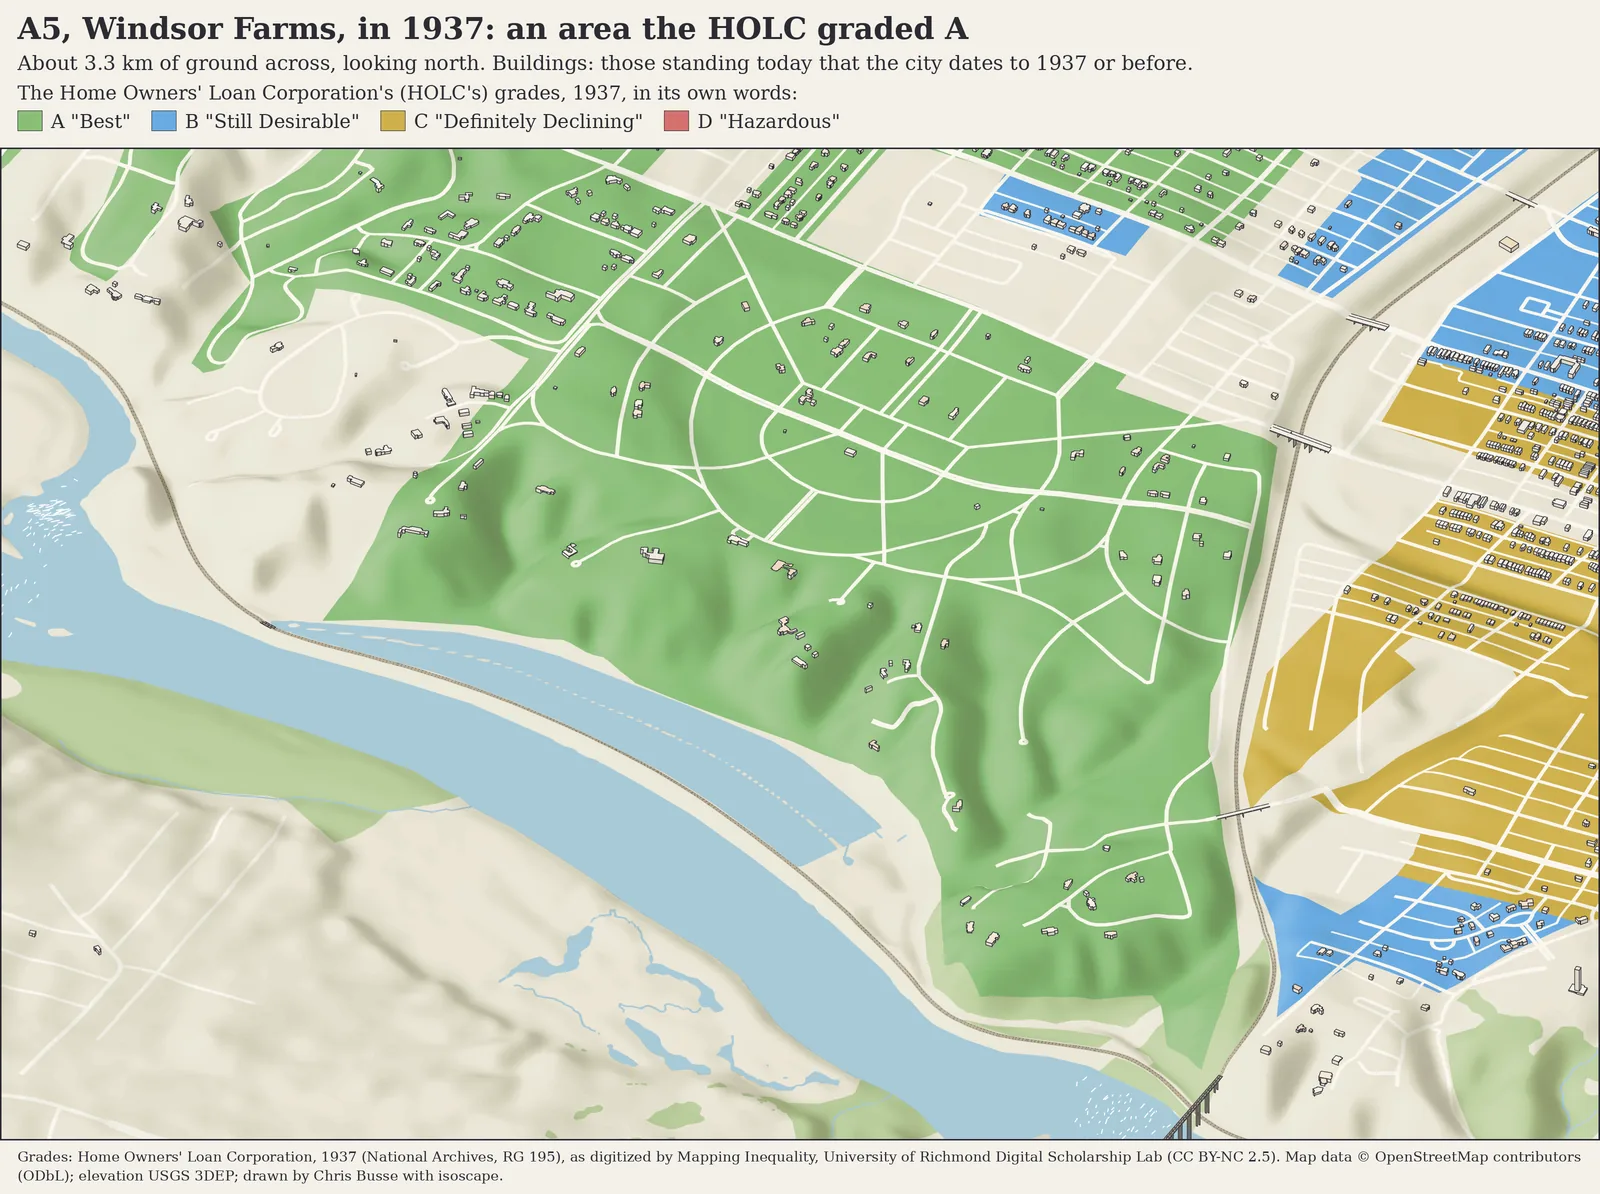 A5, Windsor Farms, in 1937: an area the HOLC graded A
About 3.3 km of ground across, looking north. Buildings: those standing today that the city dates to 1937 or before.
The Home Owners' Loan Corporation's (HOLC's) grades, 1937, in its own words:
A "Best" B "Still Desirable" C "Definitely Declining" D "Hazardous"
Grades: Home Owners' Loan Corporation, 1937 (National Archives, RG 195), as digitized by Mapping Inequality, University of Richmond Digital Scholarship Lab (CC BY-NC 2.5). Map data © OpenStreetMap contributors
(ODbL); elevation USGS 3DEP; drawn by Chris Busse with isoscape.